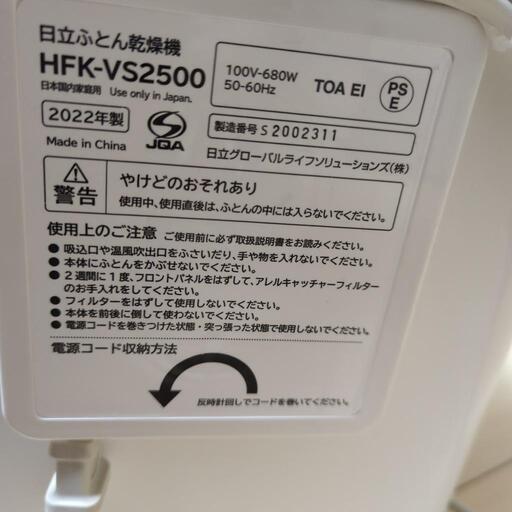 日立ふとん乾燥機
HFK-VS2500
日本国内家庭用 Use only in Japan.
100V-680W
50-60Hz
TOA EI
PS
E
2022年製
JQA
製造番号 S 2002311
Made in China
日立グローバルライフソリューションズ(株)
警告
やけどのおそれあり
使用中、使用直後は、ふとんの中には入らないでください。
使用上のご注意 ご使用前に必ず取扱説明書をお読みください。
●吸込口や温風吹出口をふさいだり、手や物を入れないでください。
●本体にふとんをかぶせないでください。
●2週間に1度、フロントパネルをはずして、アレルキャッチャーフィルター
のお手入れをしてください。
●フィルターをはずして使用しないでください。
●本体を前後に倒して使わないでください。
●電源コードを巻きつけた状態・突っ張った状態で使用しないでください。
電源コード収納方法
反時計回しでコードを巻いてください。